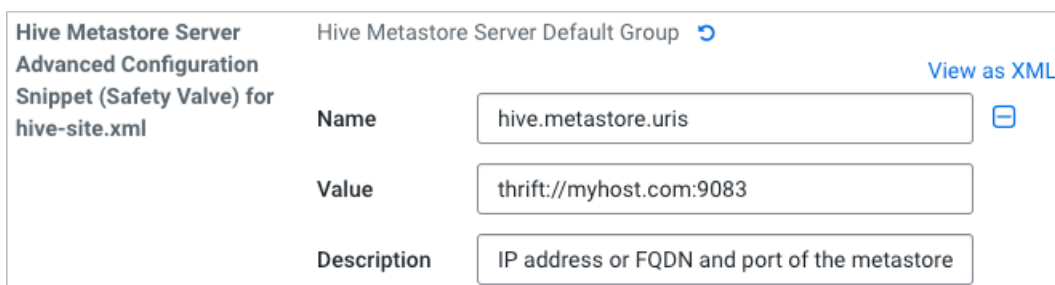 Hive Metastore Server
Advanced Configuration
Snippet (Safety Valve) for
hive-site.xml
Hive Metastore Server Default Group
View as XML
Name
hive.metastore.uris
Value
thrift://myhost.com:9083
Description
IP address or FQDN and port of the metastore